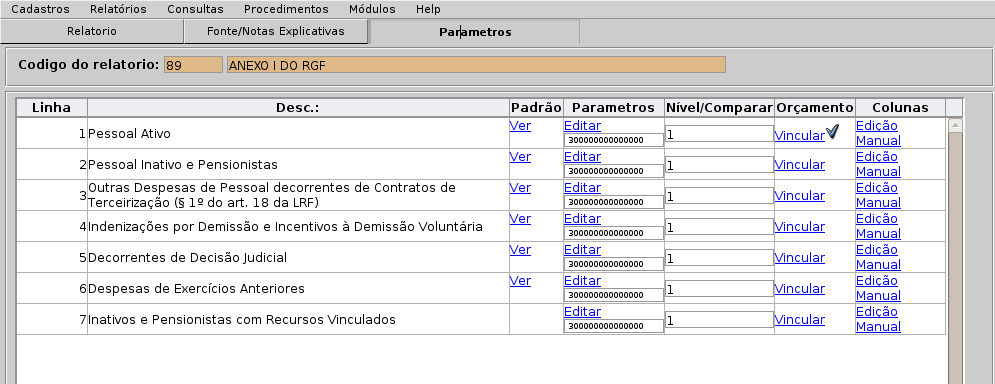 Cadastros Relatórios Consultas Procedimentos Módulos Help
Relatorio Fonte/Notas Explicativas Parametros
Codigo do relatorio: 89 ANEXO I DO RGF
Linha Desc.: Padrão Parametros Nível/Comparar Orçamento Colunas
1 Pessoal Ativo Ver Editar 300000000000000 1 Vincular Edição Manual
2 Pessoal Inativo e Pensionistas Ver Editar 300000000000000 1 Vincular Edição Manual
3 Outras Despesas de Pessoal decorrentes de Contratos de
Terceirização (§ 1º do art. 18 da LRF) Ver Editar 300000000000000 1 Vincular Edição Manual
4 Indenizações por Demissão e Incentivos à Demissão Voluntária Ver Editar 300000000000000 1 Vincular Edição Manual
5 Decorrentes de Decisão Judicial Ver Editar 300000000000000 1 Vincular Edição Manual
6 Despesas de Exercícios Anteriores Ver Editar 300000000000000 1 Vincular Edição Manual
7 Inativos e Pensionistas com Recursos Vinculados Editar 300000000000000 1 Vincular Edição Manual